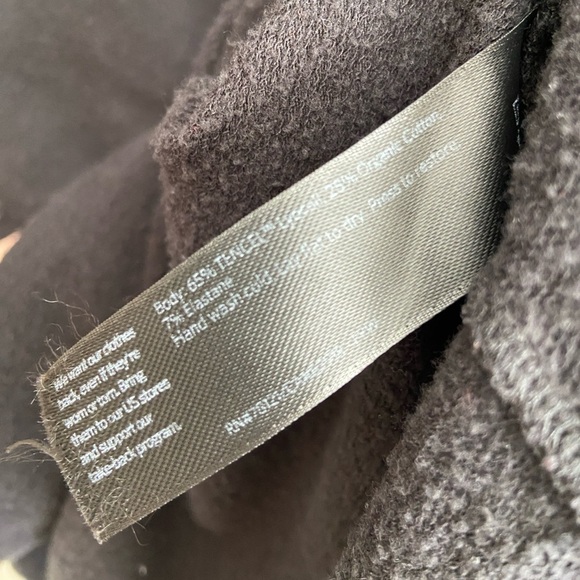 Body: 65% TENCEL™ Lyocell, 25% Organic Cotton,
7% Elastane
Hand wash cold. flat to dry. Press to restore.
We want our clothes
back, even if they're
worn or torn. Bring
them to our US stores
and support our
take-back program.